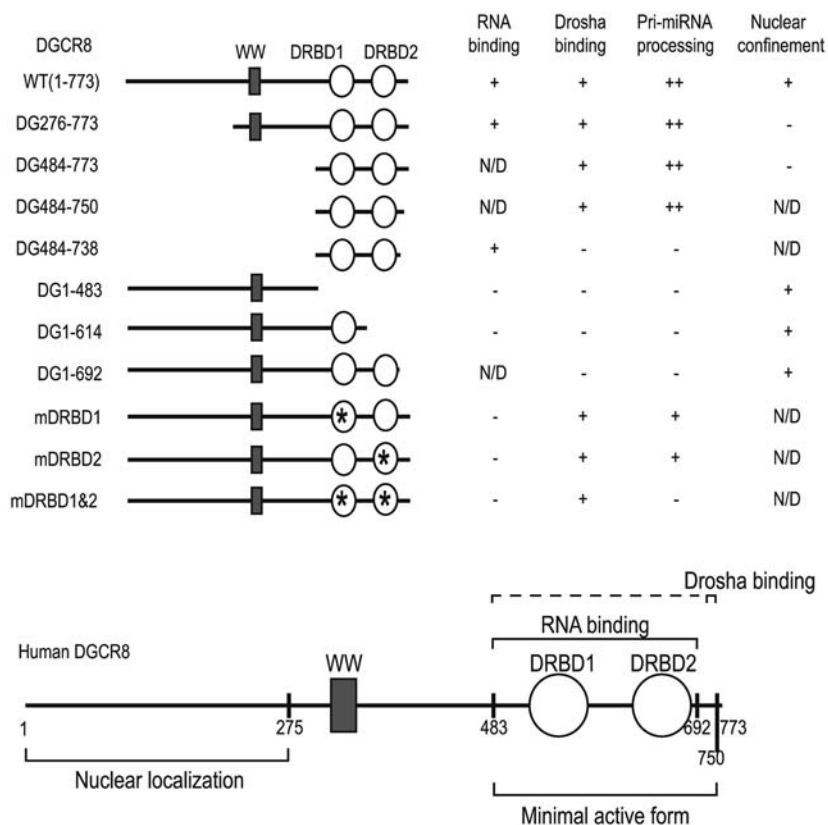 RNA Drosha Pri-miRNA Nuclear
DGCR8 WW DRBD1 DRBD2 binding binding processing confinement
WT(1-773) + + ++ +
DG276-773 + + ++ -
DG484-773 N/D + ++ -
DG484-750 N/D + ++ N/D
DG484-738 + - - N/D
DG1-483 - - - +
DG1-614 - - - +
DG1-692 N/D - - +
mDRBD1 * - + + N/D
mDRBD2 * - + + N/D
mDRBD1&2 * * - + - N/D
Drosha binding
RNA binding
Human DGCR8 WW DRBD1 DRBD2
1 275 483 692 773
750
Nuclear localization
Minimal active form